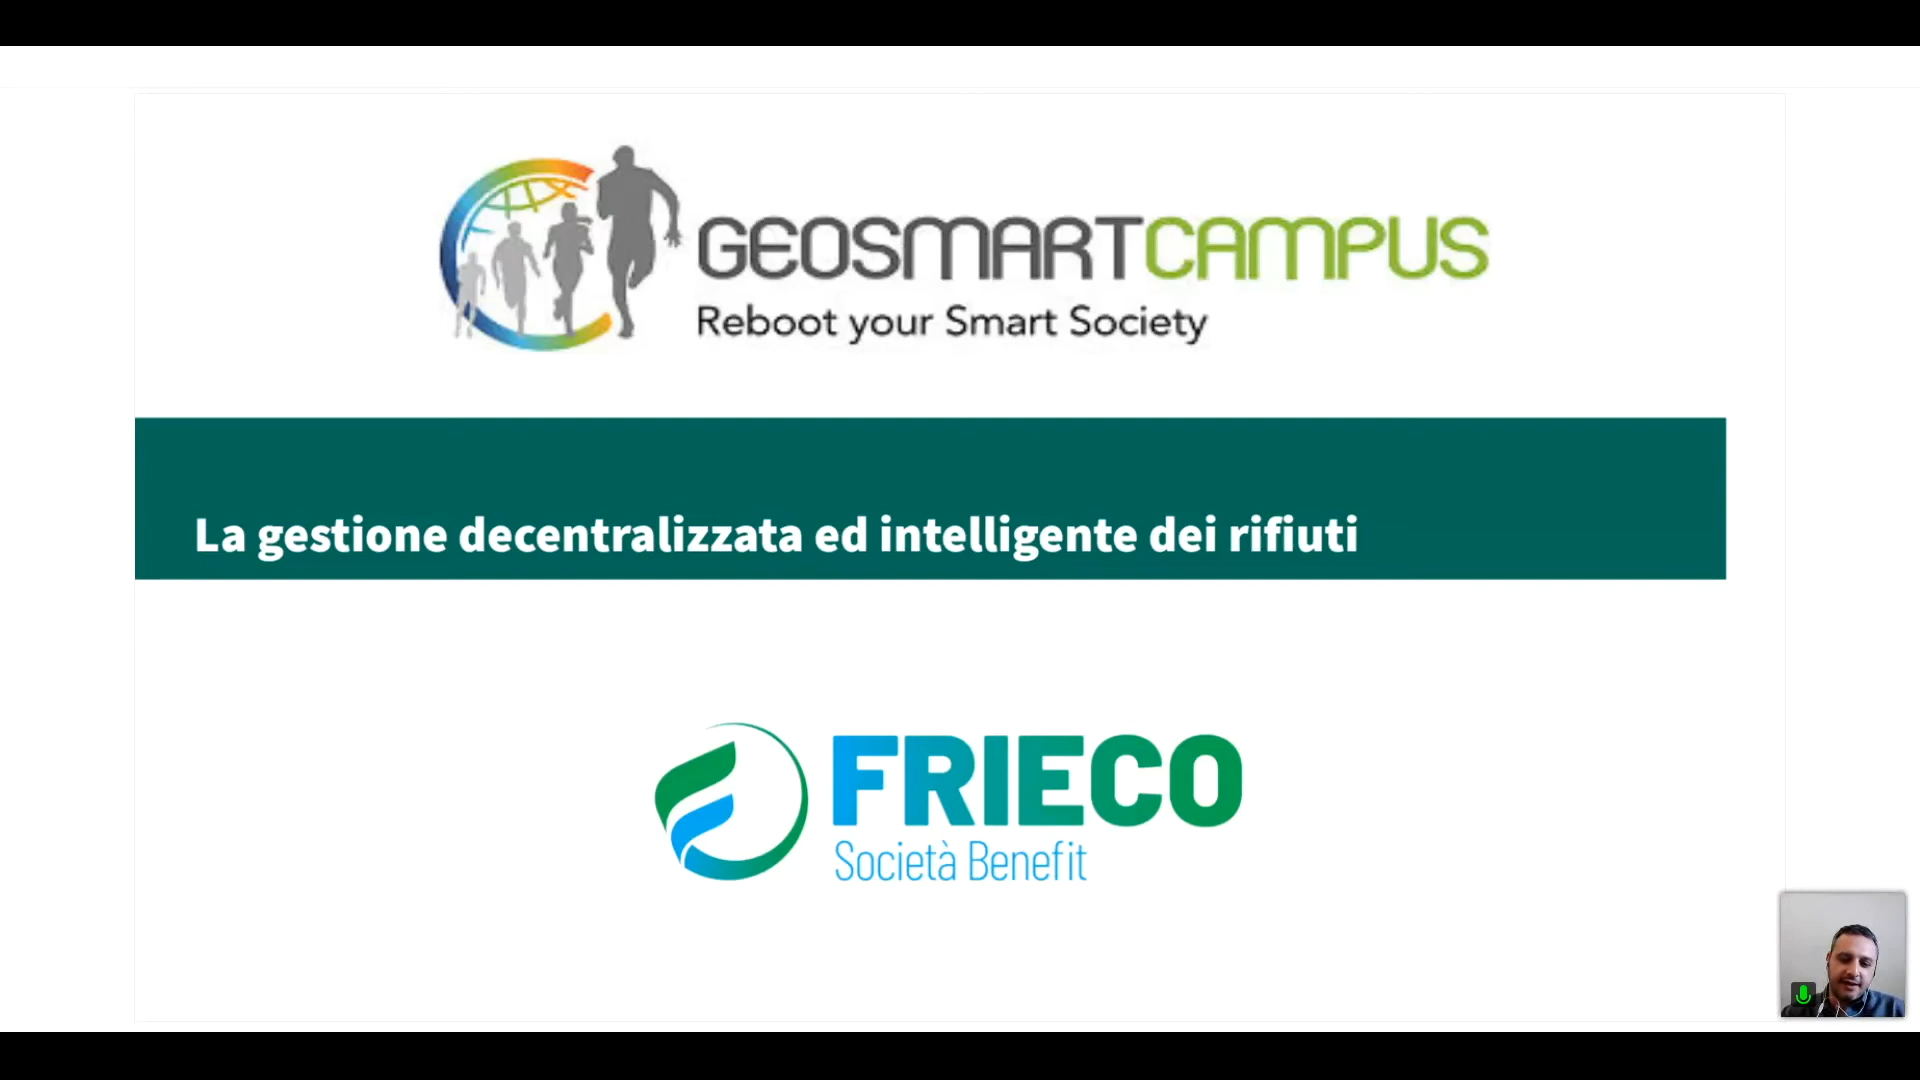 GEOSMARTCAMPUS
Reboot your Smart Society
La gestione decentralizzata ed intelligente dei rifiuti
FRIECO
Società Benefit